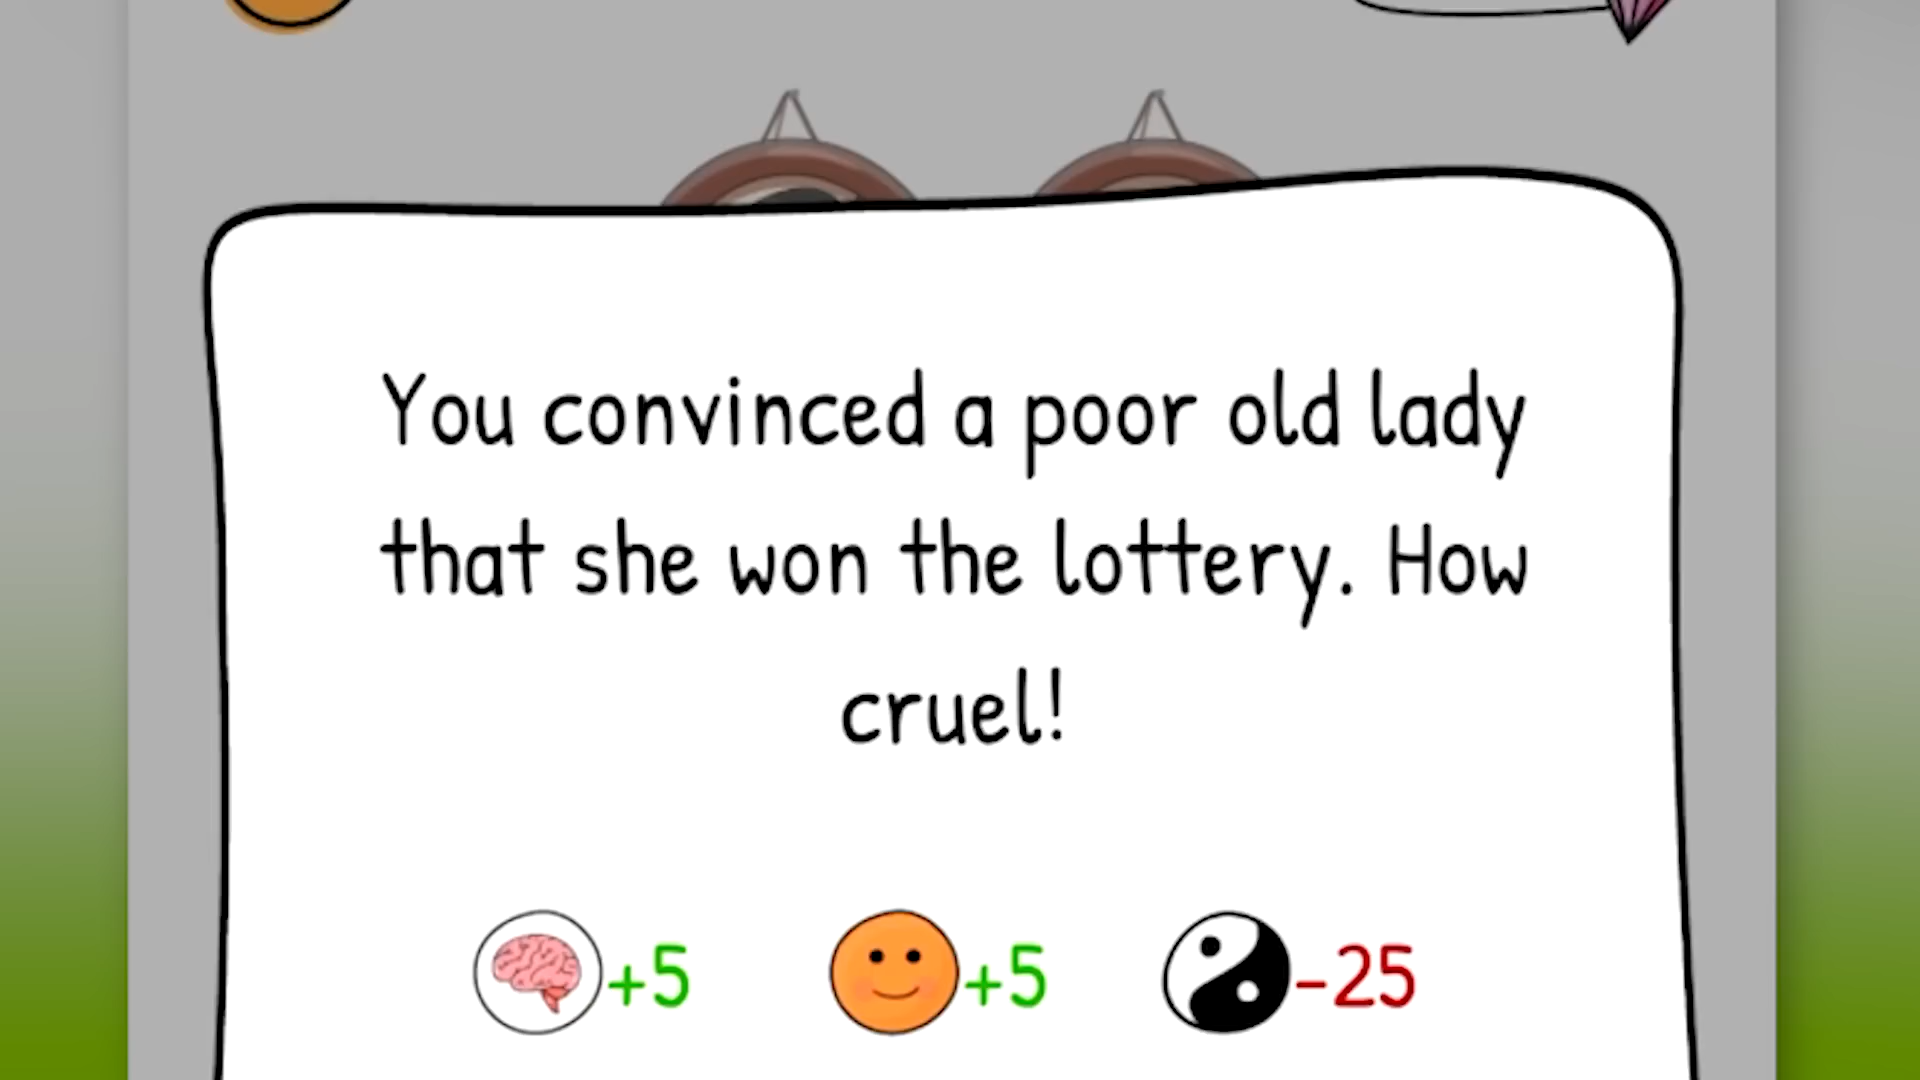 You convinced a poor old lady
that she won the lottery. How
cruel!
+5 +5 -25